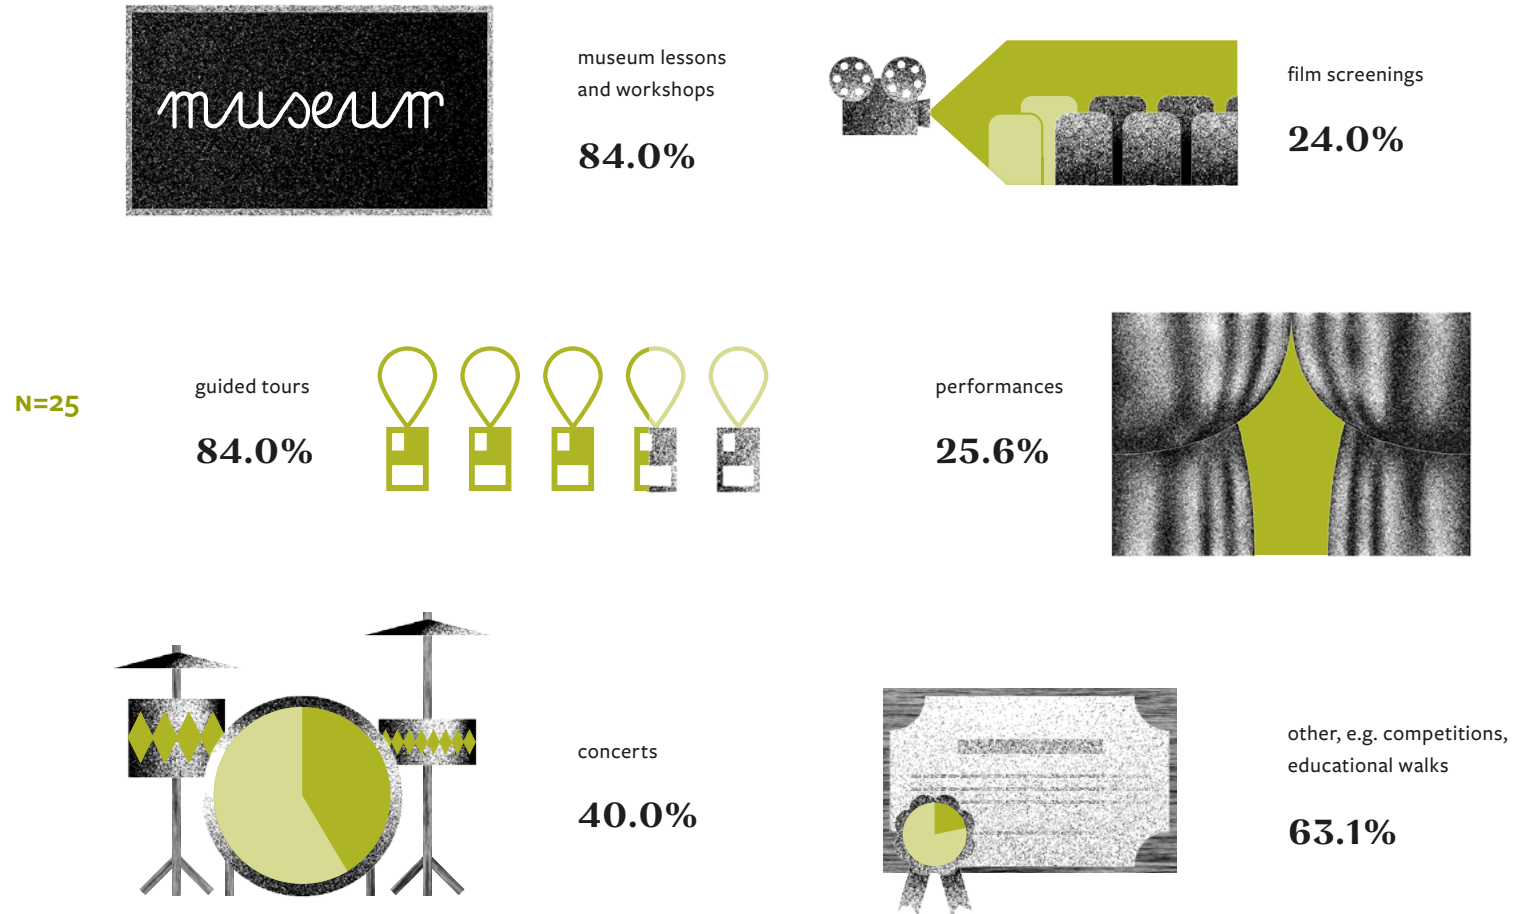 museum
museum lessons
and workshops
84.0%
film screenings
24.0%
N=25
guided tours
84.0%
performances
25.6%
concerts
40.0%
other, e.g. competitions,
educational walks
63.1%